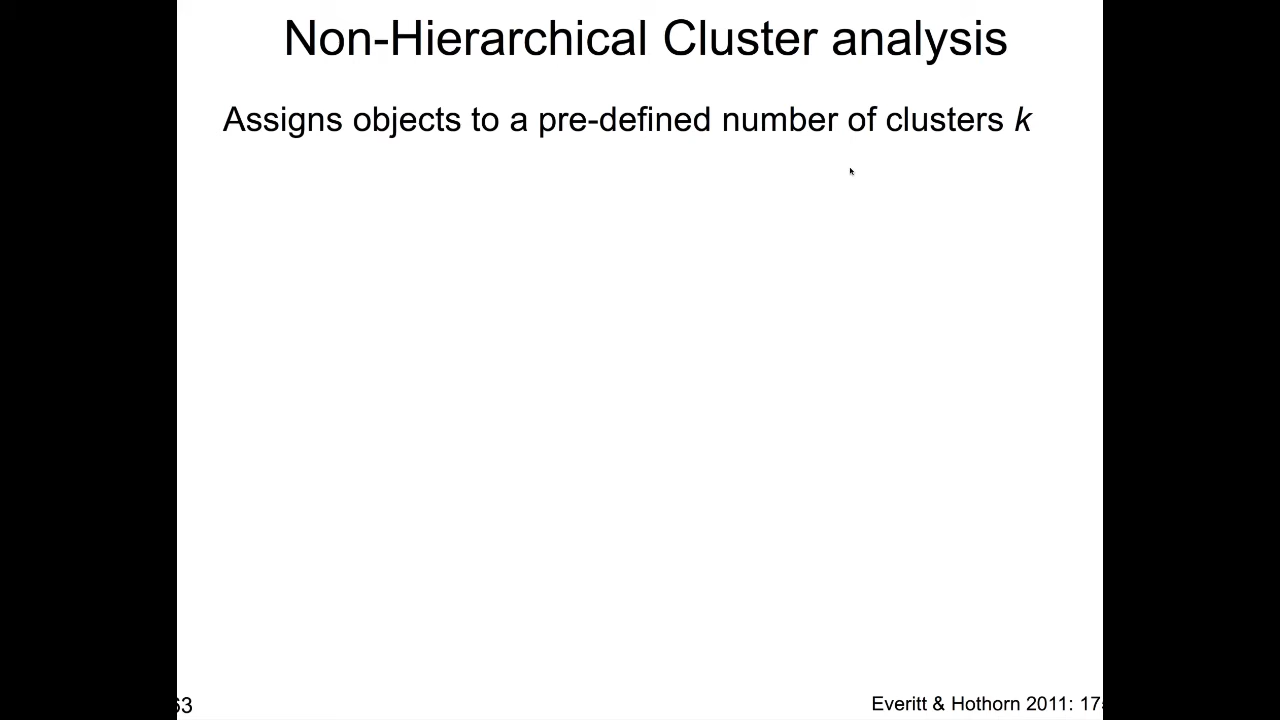 Non-Hierarchical Cluster analysis
Assigns objects to a pre-defined number of clusters k
Everitt & Hothorn 2011: